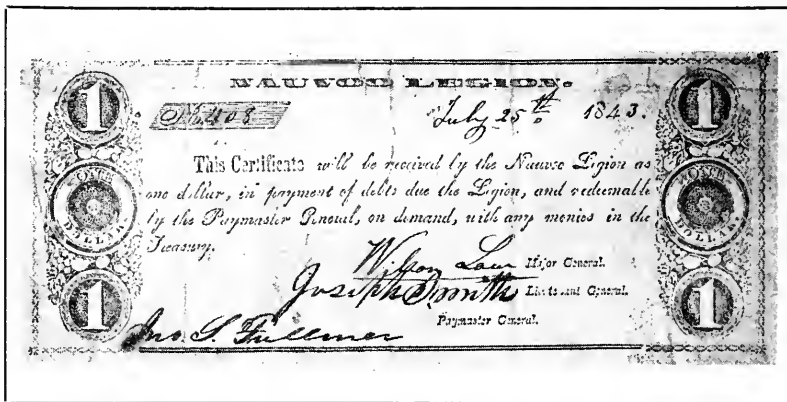 NAUVOO LEGION.
1
No. 408
July 25th 1843.
1
This Certificate will be received by the Nauvoo Legion as
one dollar, in payment of debts due the Legion, and redeemable
by the Paymaster General, on demand, with any monies in the
Treasury.
ONE
DOLLAR
ONE
DOLLAR
Wilson Law Major General.
Joseph Smith Lieutenant General.
Paymaster General.
Jno. S. Fullmer
1
1